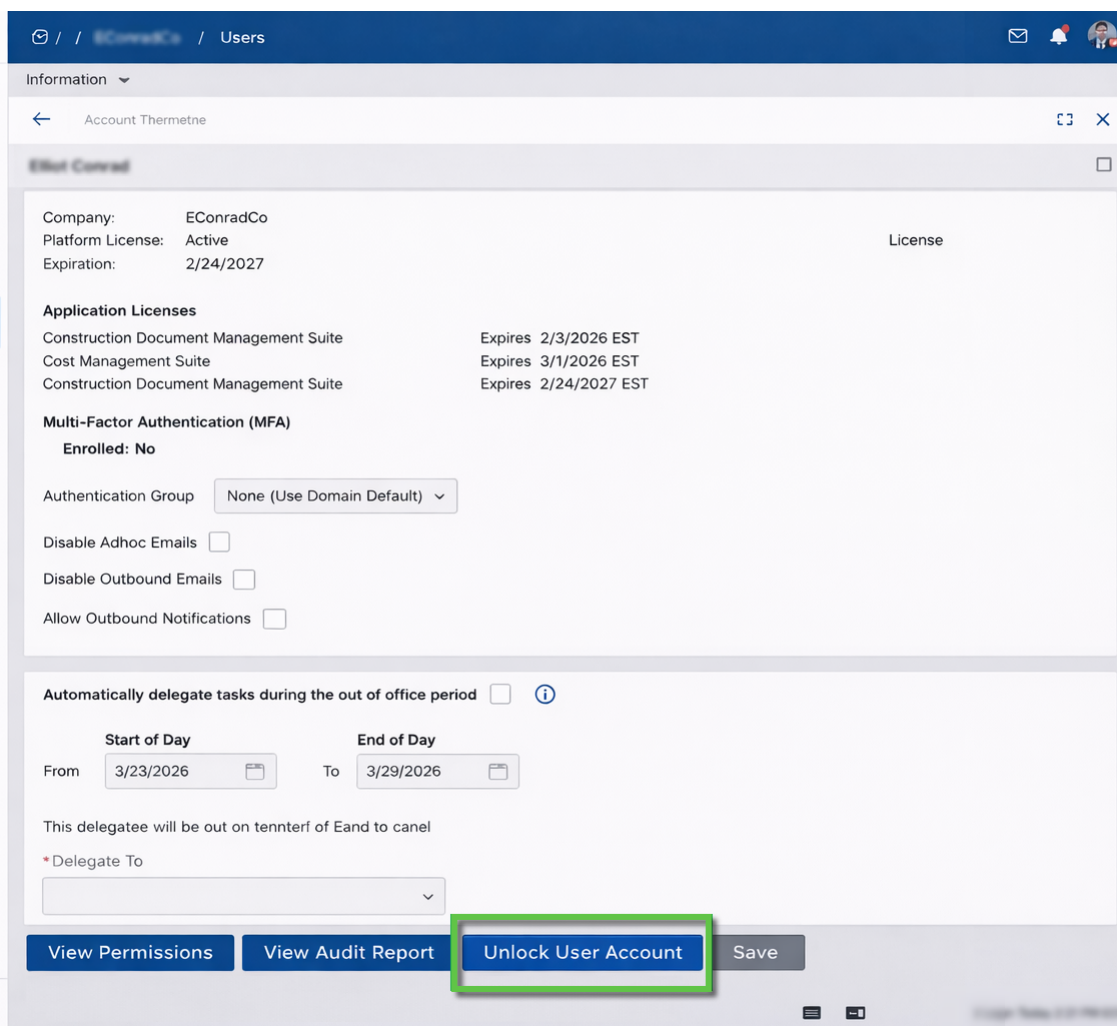 / / / Users
Information
Account Thermetne
Company: EConradCo
Platform License: Active License
Expiration: 2/24/2027
Application Licenses
Construction Document Management Suite Expires 2/3/2026 EST
Cost Management Suite Expires 3/1/2026 EST
Construction Document Management Suite Expires 2/24/2027 EST
Multi-Factor Authentication (MFA)
Enrolled: No
Authentication Group None (Use Domain Default)
Disable Adhoc Emails
Disable Outbound Emails
Allow Outbound Notifications
Automatically delegate tasks during the out of office period
Start of Day End of Day
From 3/23/2026 To 3/29/2026
This delegatee will be out on tennterf of Eand to canel
*Delegate To
View Permissions View Audit Report Unlock User Account Save